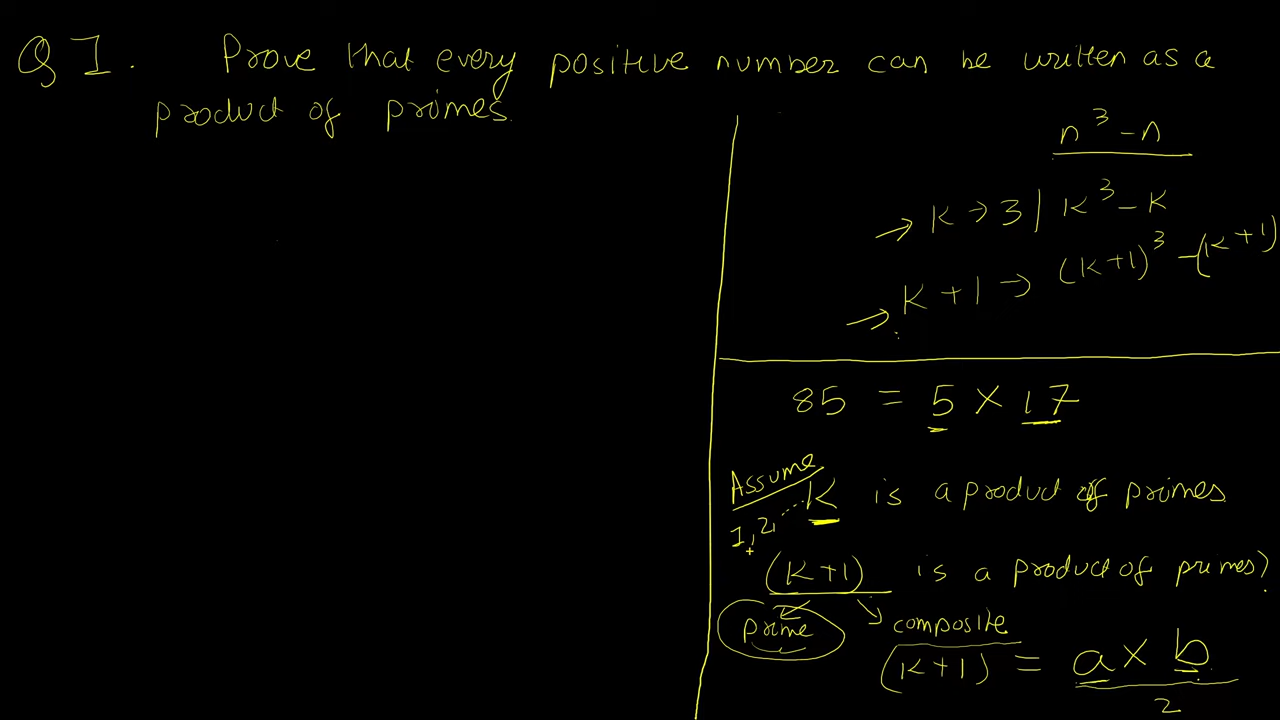 Q 1. Prove that every positive number can be written as a
product of primes.
n³ - n
→ K → 3 | K³ - K
→ K + 1 → (K+1)³ - (K+1)
85 = 5 × 17
Assume
1, 2, ..... K is a product of primes
(K+1) is a product of primes?
prime
composite
(K+1) = a × b
2